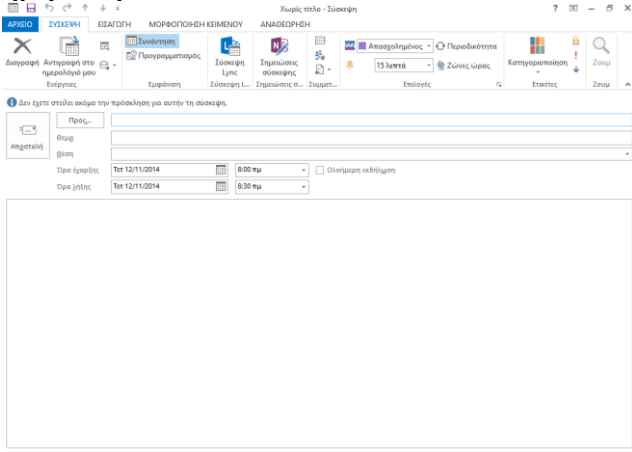 Χωρίς τίτλο - Σύσκεψη
ΑΡΧΕΙΟ ΣΥΣΚΕΨΗ ΕΙΣΑΓΩΓΗ ΜΟΡΦΟΠΟΙΗΣΗ ΚΕΙΜΕΝΟΥ ΑΝΑΘΕΩΡΗΣΗ
Διαγραφή Αντιγραφή στο ημερολόγιό μου
Ενέργειες
Συνάντηση
Προγραμματισμός
Εμφάνιση
Σύσκεψη Lync
Σύσκεψη L...
Σημειώσεις σύσκεψης
Σημειώσεις σ...
Συμμετ...
Απασχολημένος Περιοδικότητα
15 λεπτά Ζώνες ώρας
Επιλογές
Κατηγοριοποίηση
Ετικέτες
Ζουμ
Ζουμ
Δεν έχετε στείλει ακόμα την πρόσκληση για αυτήν τη σύσκεψη.
Αποστολή
Προς...
Θέμα
Θέση
Ώρα έναρξης Τετ 12/11/2014 8:00 πμ Ολοήμερη εκδήλωση
Ώρα λήξης Τετ 12/11/2014 8:30 πμ